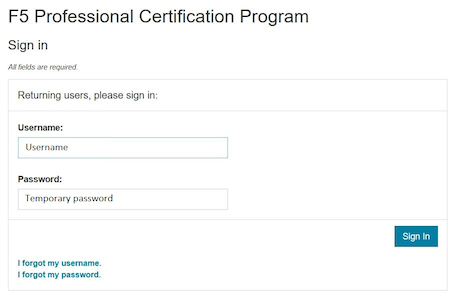 F5 Professional Certification Program
Sign in
All fields are required.
Returning users, please sign in:
Username:
Username
Password:
Temporary password
Sign In
I forgot my username.
I forgot my password.